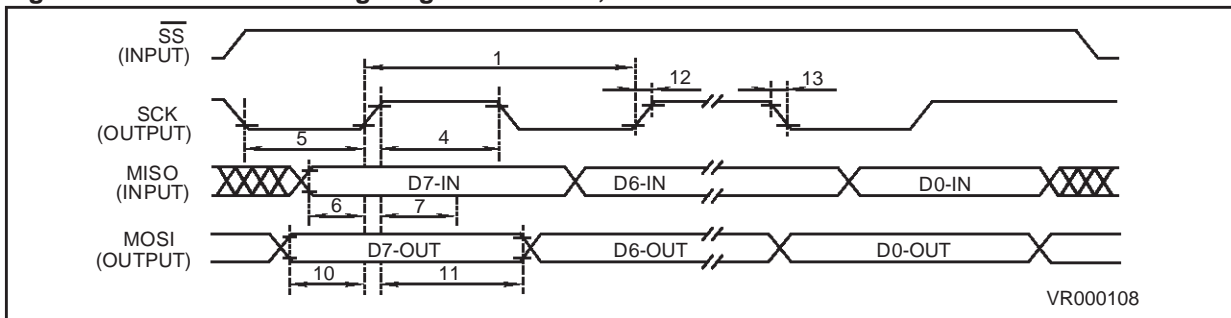 SS
(INPUT)
1
12
13
SCK
(OUTPUT)
5
4
MISO
(INPUT)
D7-IN
D6-IN
D0-IN
6
7
MOSI
(OUTPUT)
D7-OUT
D6-OUT
D0-OUT
10
11
VR000108